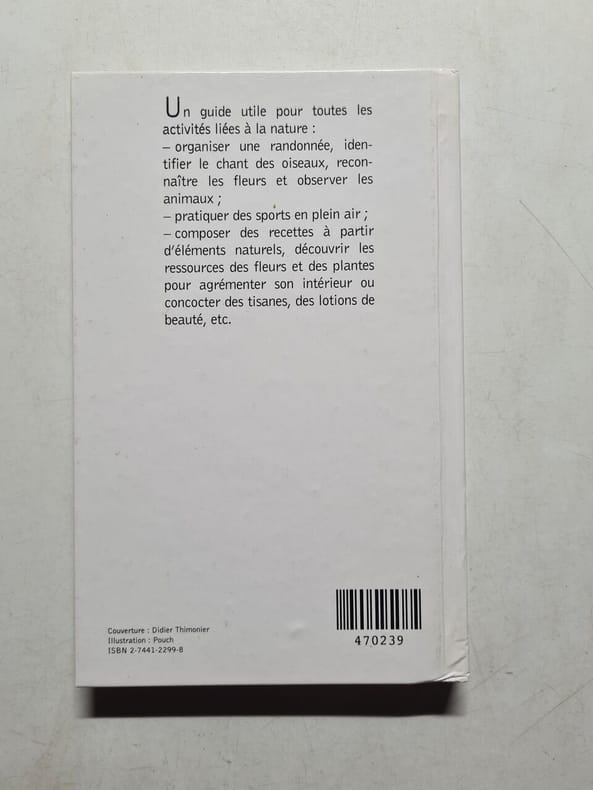 Un guide utile pour toutes les
activités liées à la nature :
– organiser une randonnée, iden-
tifier le chant des oiseaux, recon-
naître les fleurs et observer les
animaux ;
– pratiquer des sports en plein air ;
– composer des recettes à partir
d'éléments naturels, découvrir les
ressources des fleurs et des plantes
pour agrémenter son intérieur ou
concocter des tisanes, des lotions de
beauté, etc.
Couverture : Didier Thimonier
Illustration : Pouch
ISBN 2-7441-2299-8
470239